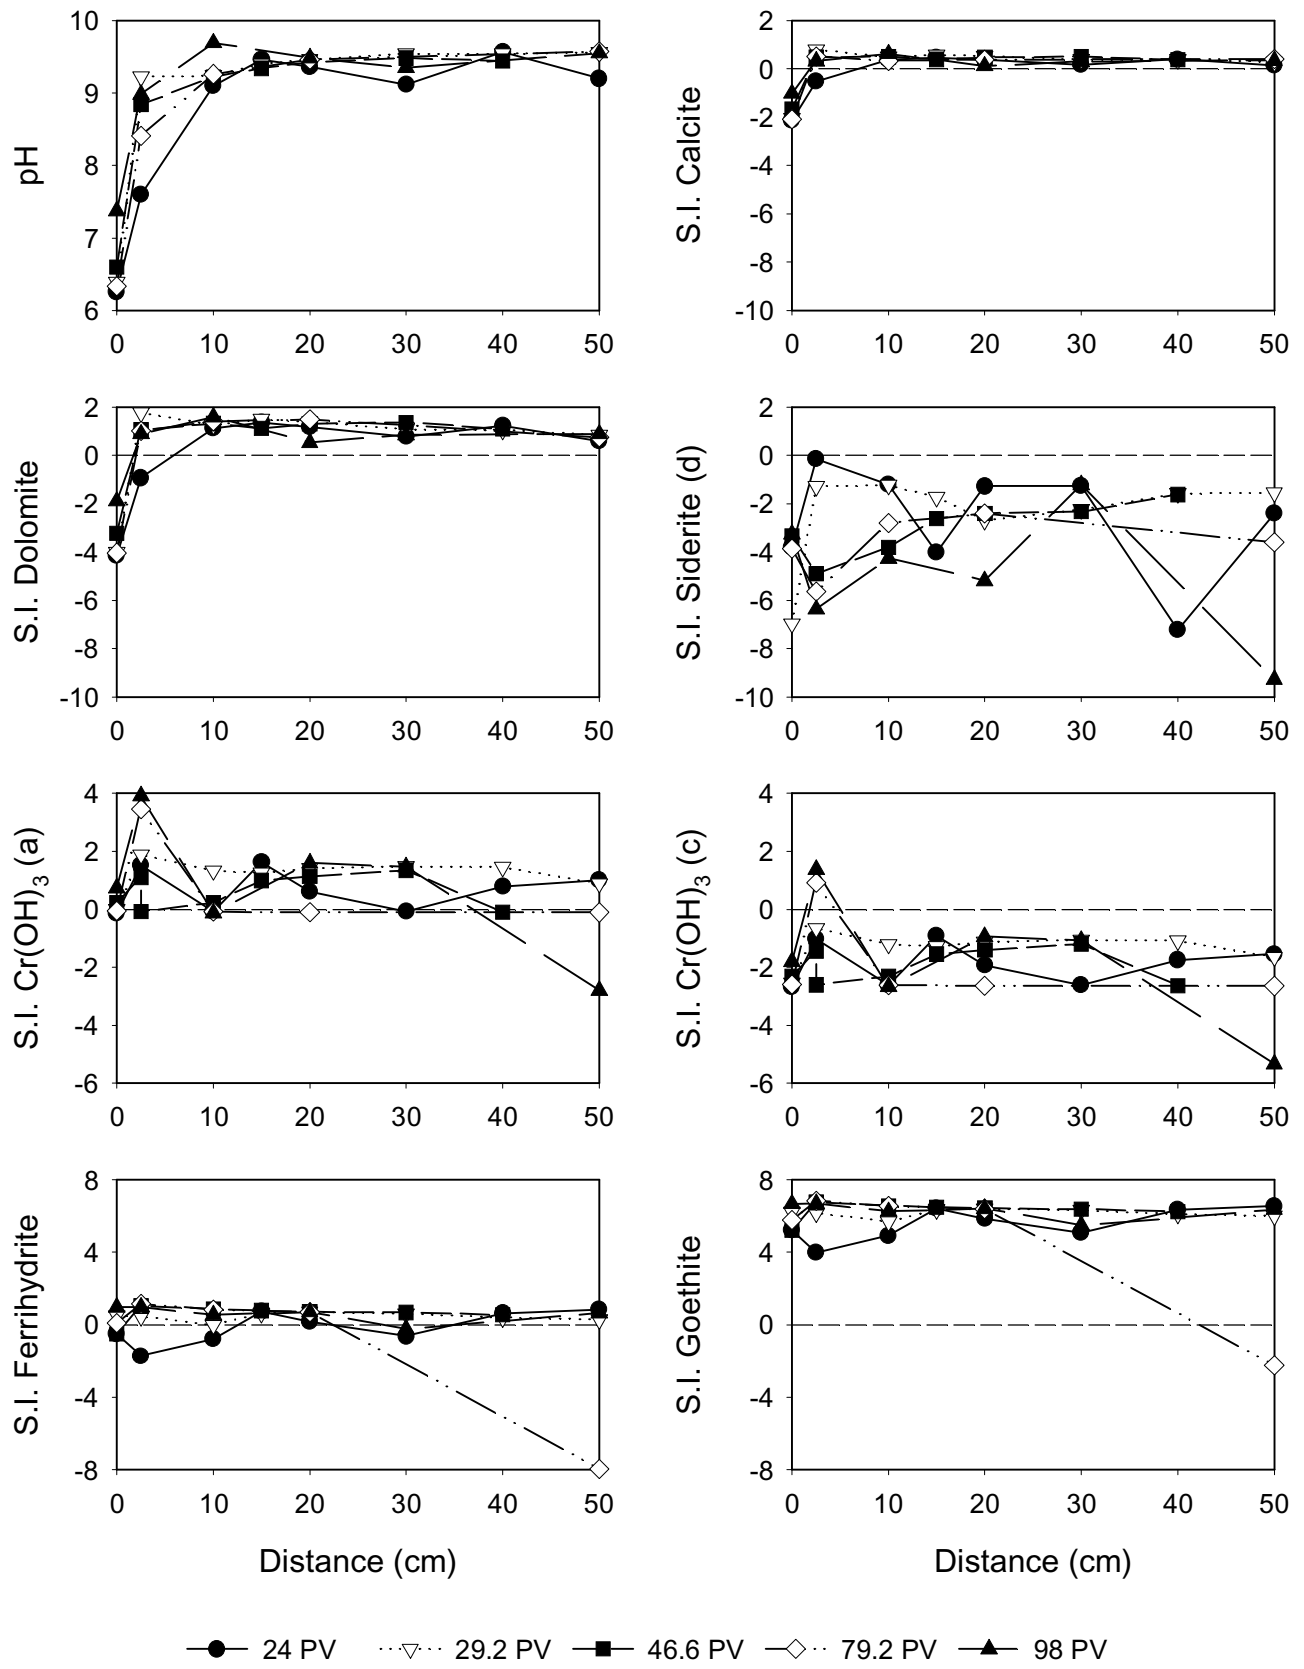 pH
10
9
8
7
6
0 10 20 30 40 50
S.I. Calcite
2
0
-2
-4
-6
-8
-10
0 10 20 30 40 50
S.I. Dolomite
2
0
-2
-4
-6
-8
-10
0 10 20 30 40 50
S.I. Siderite (d)
2
0
-2
-4
-6
-8
-10
0 10 20 30 40 50
S.I. Cr(OH)₃ (a)
4
2
0
-2
-4
-6
0 10 20 30 40 50
S.I. Cr(OH)₃ (c)
4
2
0
-2
-4
-6
0 10 20 30 40 50
S.I. Ferrihydrite
8
4
0
-4
-8
0 10 20 30 40 50
Distance (cm)
S.I. Goethite
8
4
0
-4
-8
0 10 20 30 40 50
Distance (cm)
24 PV 29.2 PV 46.6 PV 79.2 PV 98 PV